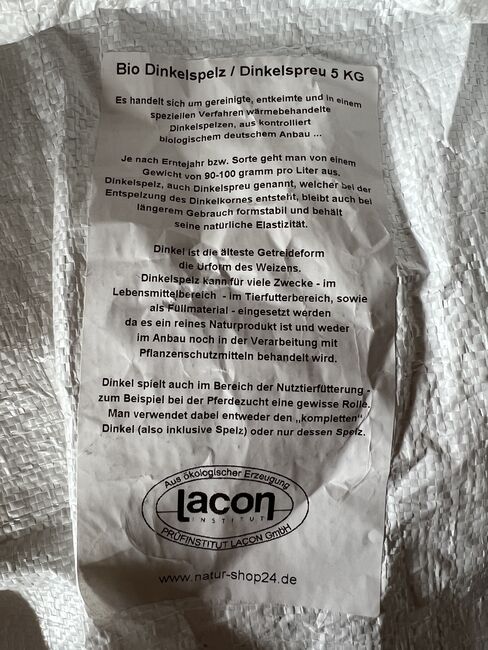 Bio Dinkelspelz / Dinkelspreu 5 KG
Es handelt sich um gereinigte, entkeimte und in einem
speziellen Verfahren wärmebehandelte
Dinkelspelzen, aus kontrolliert
biologischem deutschem Anbau ...
Je nach Erntejahr bzw. Sorte geht man von einem
Gewicht von 90-100 gramm pro Liter aus.
Dinkelspelz, auch Dinkelspreu genannt, welcher bei der
Entspelzung des Dinkelkornes entsteht, bleibt auch bei
längerem Gebrauch formstabil und behält
seine natürliche Elastizität.
Dinkel ist die älteste Getreideform
die Urform des Weizens.
Dinkelspelz kann für viele Zwecke - im
Lebensmittelbereich - im Tierfutterbereich, sowie
als Füllmaterial - eingesetzt werden
da es ein reines Naturprodukt ist und weder
im Anbau noch in der Verarbeitung mit
Pflanzenschutzmitteln behandelt wird.
Dinkel spielt auch im Bereich der Nutztierfütterung -
zum Beispiel bei der Pferdezucht eine gewisse Rolle.
Man verwendet dabei entweder den „kompletten"
Dinkel (also inklusive Spelz) oder nur dessen Spelz.
Aus ökologischer Erzeugung
Lacon
INSTITUT
PRÜFINSTITUT LACON GmbH
www.natur-shop24.de